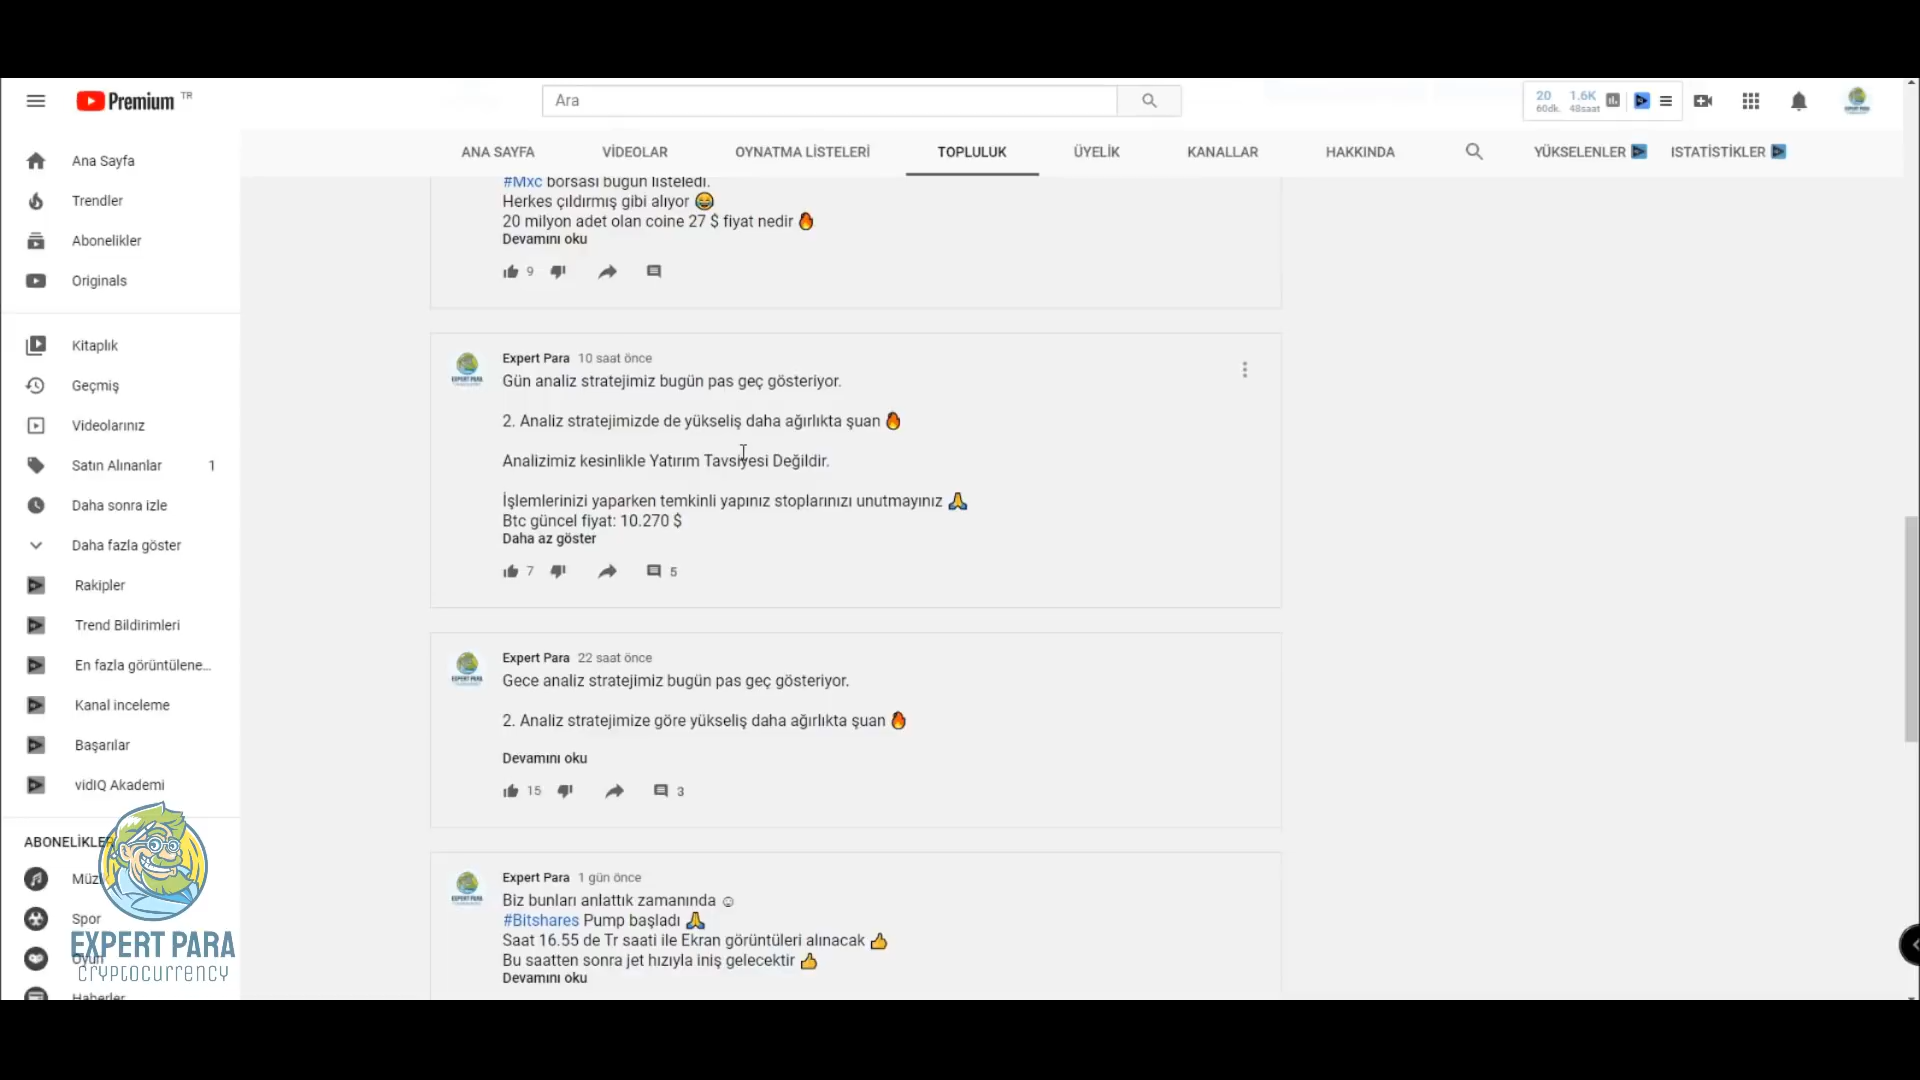 Premium TR
Ara
20 1.6K
60dk. 48saat
Ana Sayfa
Trendler
Abonelikler
Originals
Kitaplık
Geçmiş
Videolarınız
Satın Alınanlar 1
Daha sonra izle
Daha fazla göster
Rakipler
Trend Bildirimleri
En fazla görüntülene...
Kanal inceleme
Başarılar
vidIQ Akademi
ABONELİKLER
Müz
Spor
Oyun
Haberler
EXPERT PARA
CRYPTOCURRENCY
ANA SAYFA VİDEOLAR OYNATMA LİSTELERİ TOPLULUK ÜYELİK KANALLAR HAKKINDA YÜKSELENLER ISTATİSTİKLER
#Mxc borsası bugün listeledi.
Herkes çıldırmış gibi alıyor 😂
20 milyon adet olan coine 27 $ fiyat nedir 🔥
Devamını oku
9
Expert Para 10 saat önce
Gün analiz stratejimiz bugün pas geç gösteriyor.
2. Analiz stratejimizde de yükseliş daha ağırlıkta şuan 🔥
Analizimiz kesinlikle Yatırım Tavsiyesi Değildir.
İşlemlerinizi yaparken temkinli yapınız stoplarınızı unutmayınız 🙏
Btc güncel fiyat: 10.270 $
Daha az göster
7 5
Expert Para 22 saat önce
Gece analiz stratejimiz bugün pas geç gösteriyor.
2. Analiz stratejimize göre yükseliş daha ağırlıkta şuan 🔥
Devamını oku
15 3
Expert Para 1 gün önce
Biz bunları anlattık zamanında ☺
#Bitshares Pump başladı 🙏
Saat 16.55 de Tr saati ile Ekran görüntüleri alınacak 👍
Bu saatten sonra jet hızıyla iniş gelecektir 👍
Devamını oku